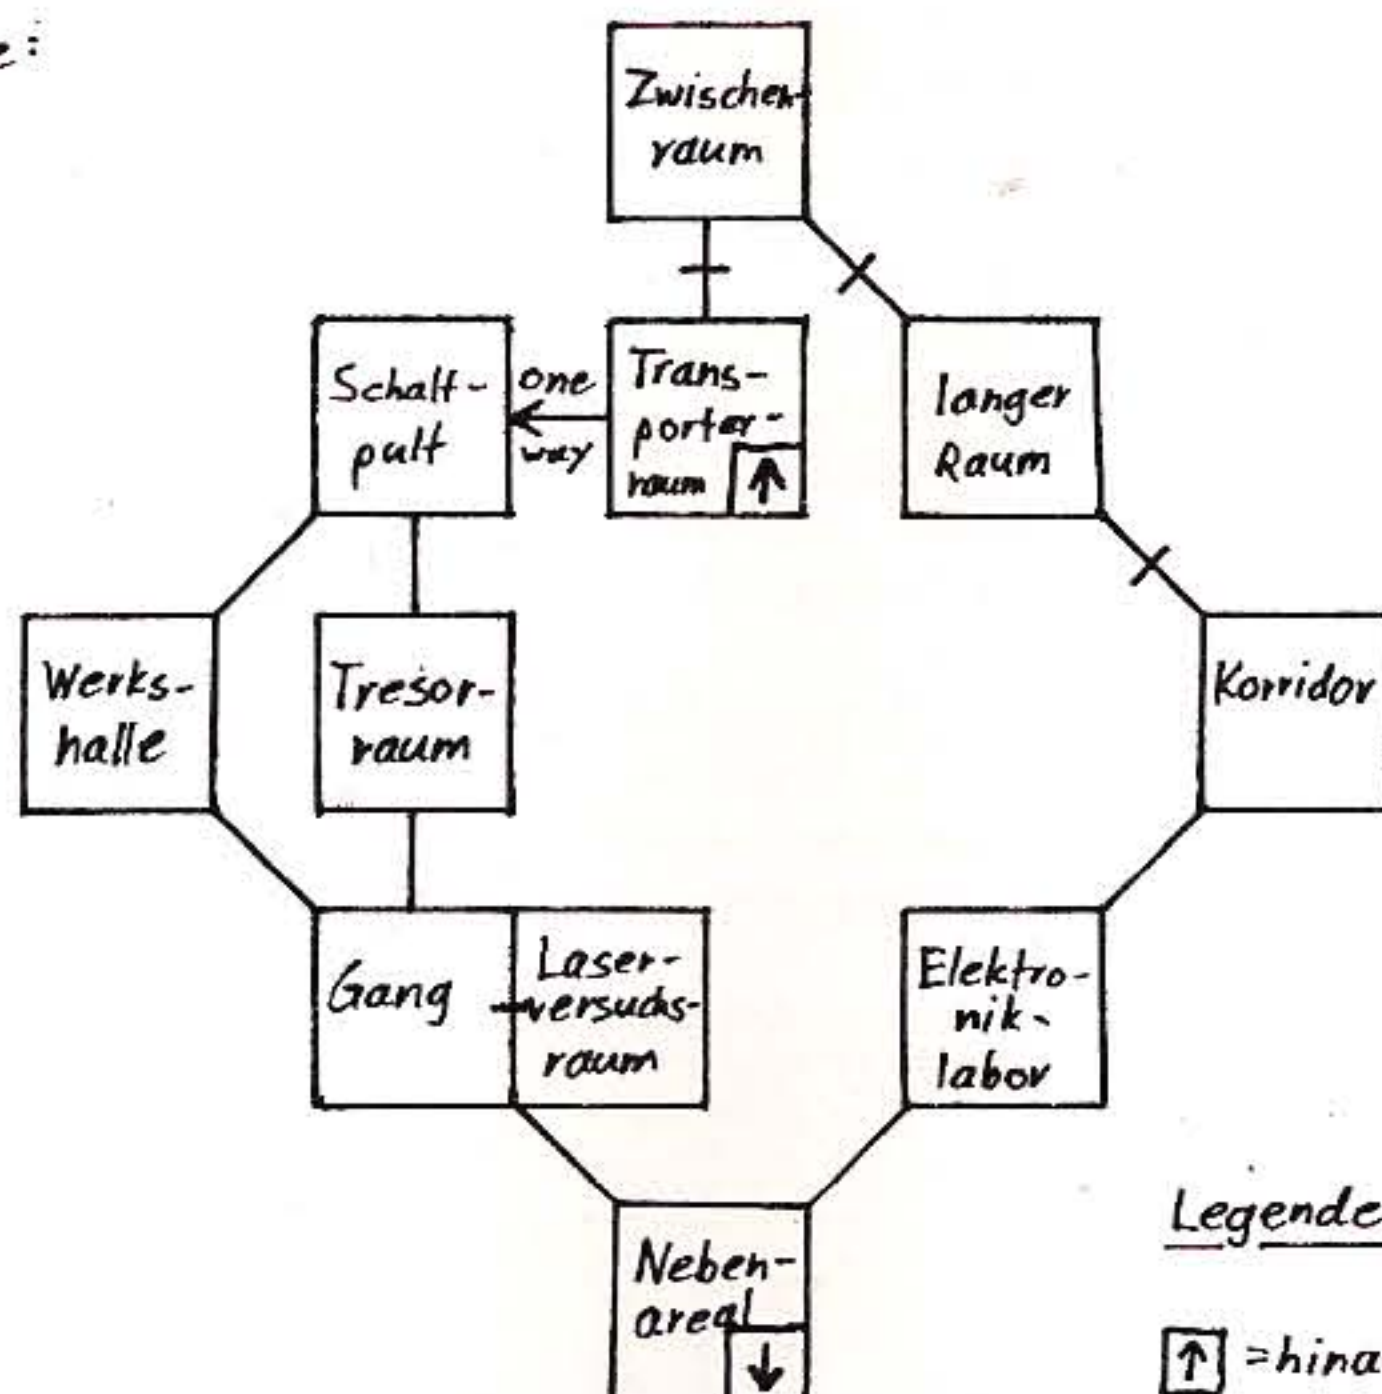 Zwischen-
raum
Schalt-
pult
one
way
Trans-
porter-
raum
langer
Raum
Werks-
halle
Tresor-
raum
Korridor
Gang
Laser-
versuchs-
raum
Elektro-
nik-
labor
Neben-
areal
Legende
=hina